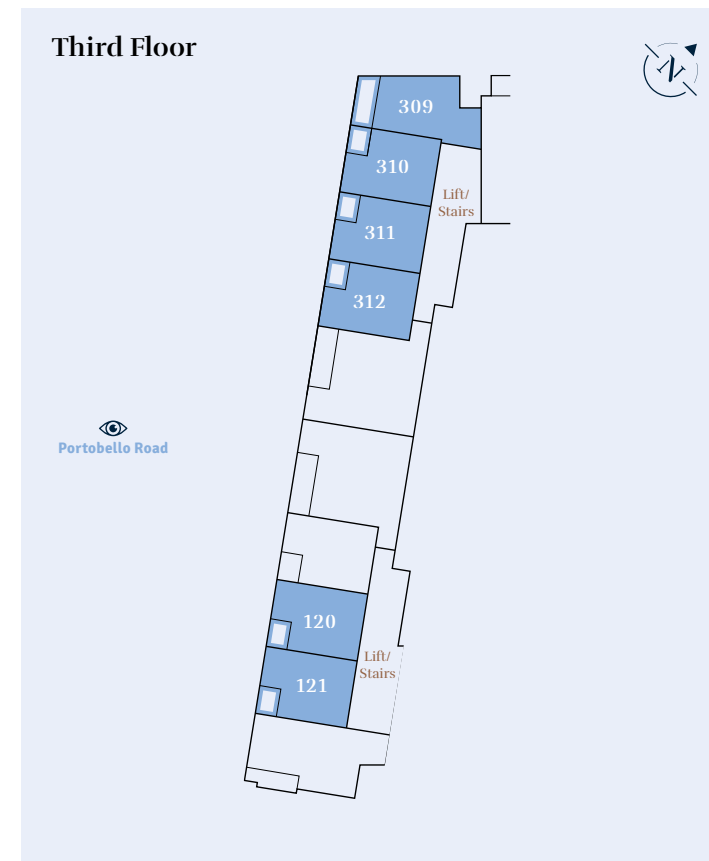 Third Floor
N
309
310
Lift/
Stairs
311
312
Portobello Road
120
Lift/
Stairs
121